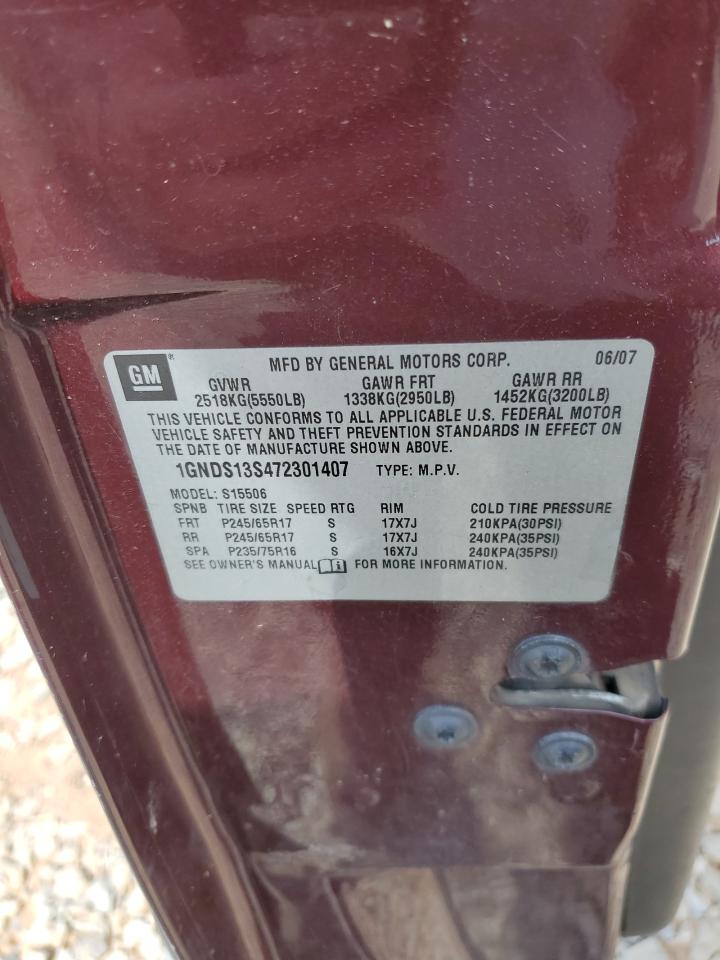 GM ® MFD BY GENERAL MOTORS CORP. 06/07
GVWR GAWR FRT GAWR RR
2518KG(5550LB) 1338KG(2950LB) 1452KG(3200LB)
THIS VEHICLE CONFORMS TO ALL APPLICABLE U.S. FEDERAL MOTOR
VEHICLE SAFETY AND THEFT PREVENTION STANDARDS IN EFFECT ON
THE DATE OF MANUFACTURE SHOWN ABOVE.
1GNDS13S472301407 TYPE: M.P.V.
MODEL: S15506
SPNB TIRE SIZE SPEED RTG RIM COLD TIRE PRESSURE
FRT P245/65R17 S 17X7J 210KPA(30PSI)
RR P245/65R17 S 17X7J 240KPA(35PSI)
SPA P235/75R16 S 16X7J 240KPA(35PSI)
SEE OWNER'S MANUAL i FOR MORE INFORMATION.